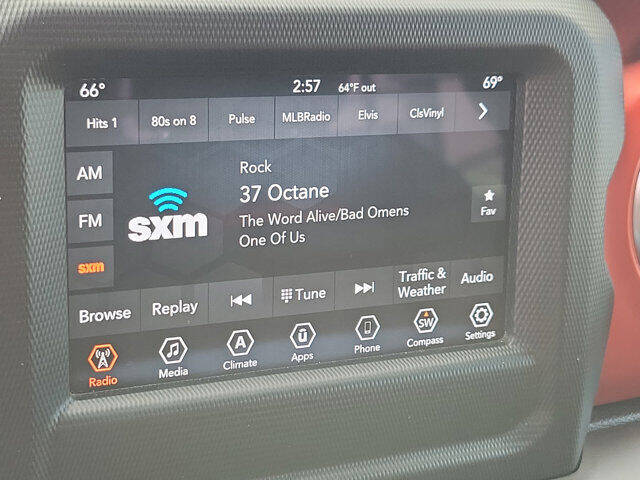 66° 2:57 64°F out 69°
Hits 1 80s on 8 Pulse MLBRadio Elvis ClsVinyl
AM
FM
sxm
sxm
Rock
37 Octane
The Word Alive/Bad Omens
One Of Us
Fav
Browse Replay Tune Traffic & Weather Audio
Radio Media A Climate ū Apps Phone SW Compass Settings